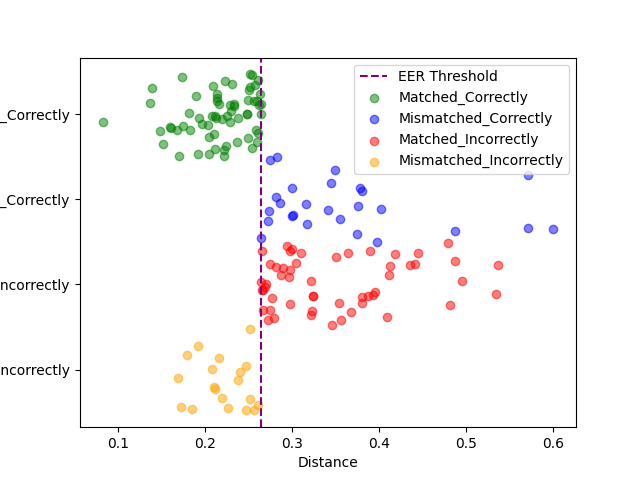 EER Threshold
Matched_Correctly
Mismatched_Correctly
Matched_Incorrectly
Mismatched_Incorrectly
_Correctly
_Correctly
ncorrectly
ncorrectly
0.1 0.2 0.3 0.4 0.5 0.6
Distance